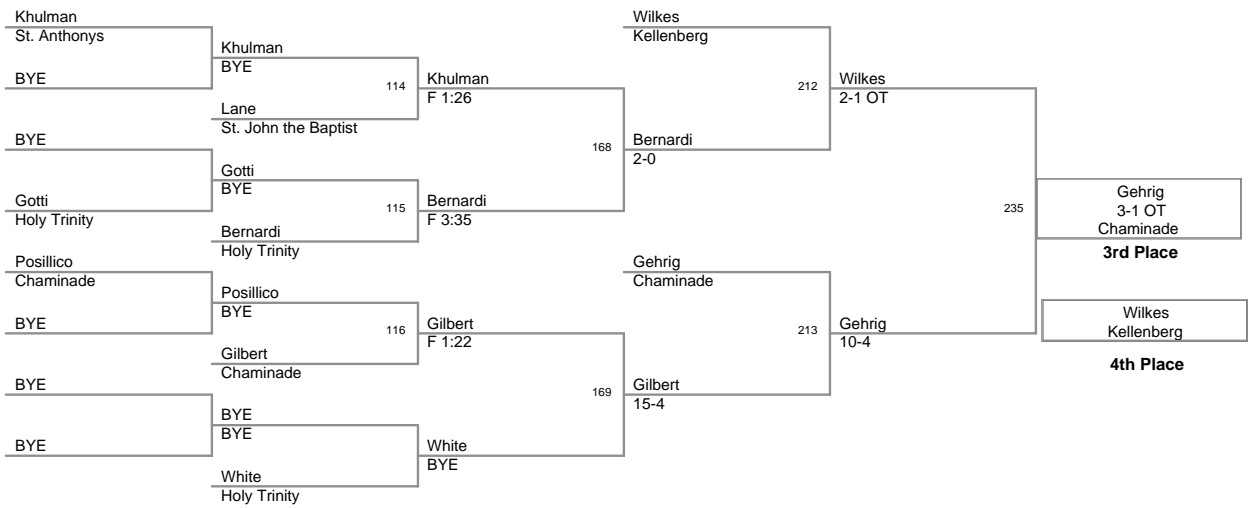 Khulman
St. Anthonys
BYE
BYE
Gotti
Holy Trinity
Posillico
Chaminade
BYE
BYE
BYE
Khulman
BYE
114
Lane
St. John the Baptist
Gotti
BYE
115
Bernardi
Holy Trinity
Posillico
BYE
116
Gilbert
Chaminade
BYE
BYE
White
Holy Trinity
Khulman
F 1:26
168
Bernardi
F 3:35
Gilbert
F 1:22
169
White
BYE
Wilkes
Kellenberg
212
Bernardi
2-0
Gehrig
Chaminade
213
Gilbert
15-4
Wilkes
2-1 OT
235
Gehrig
10-4
Gehrig
3-1 OT
Chaminade
3rd Place
Wilkes
Kellenberg
4th Place